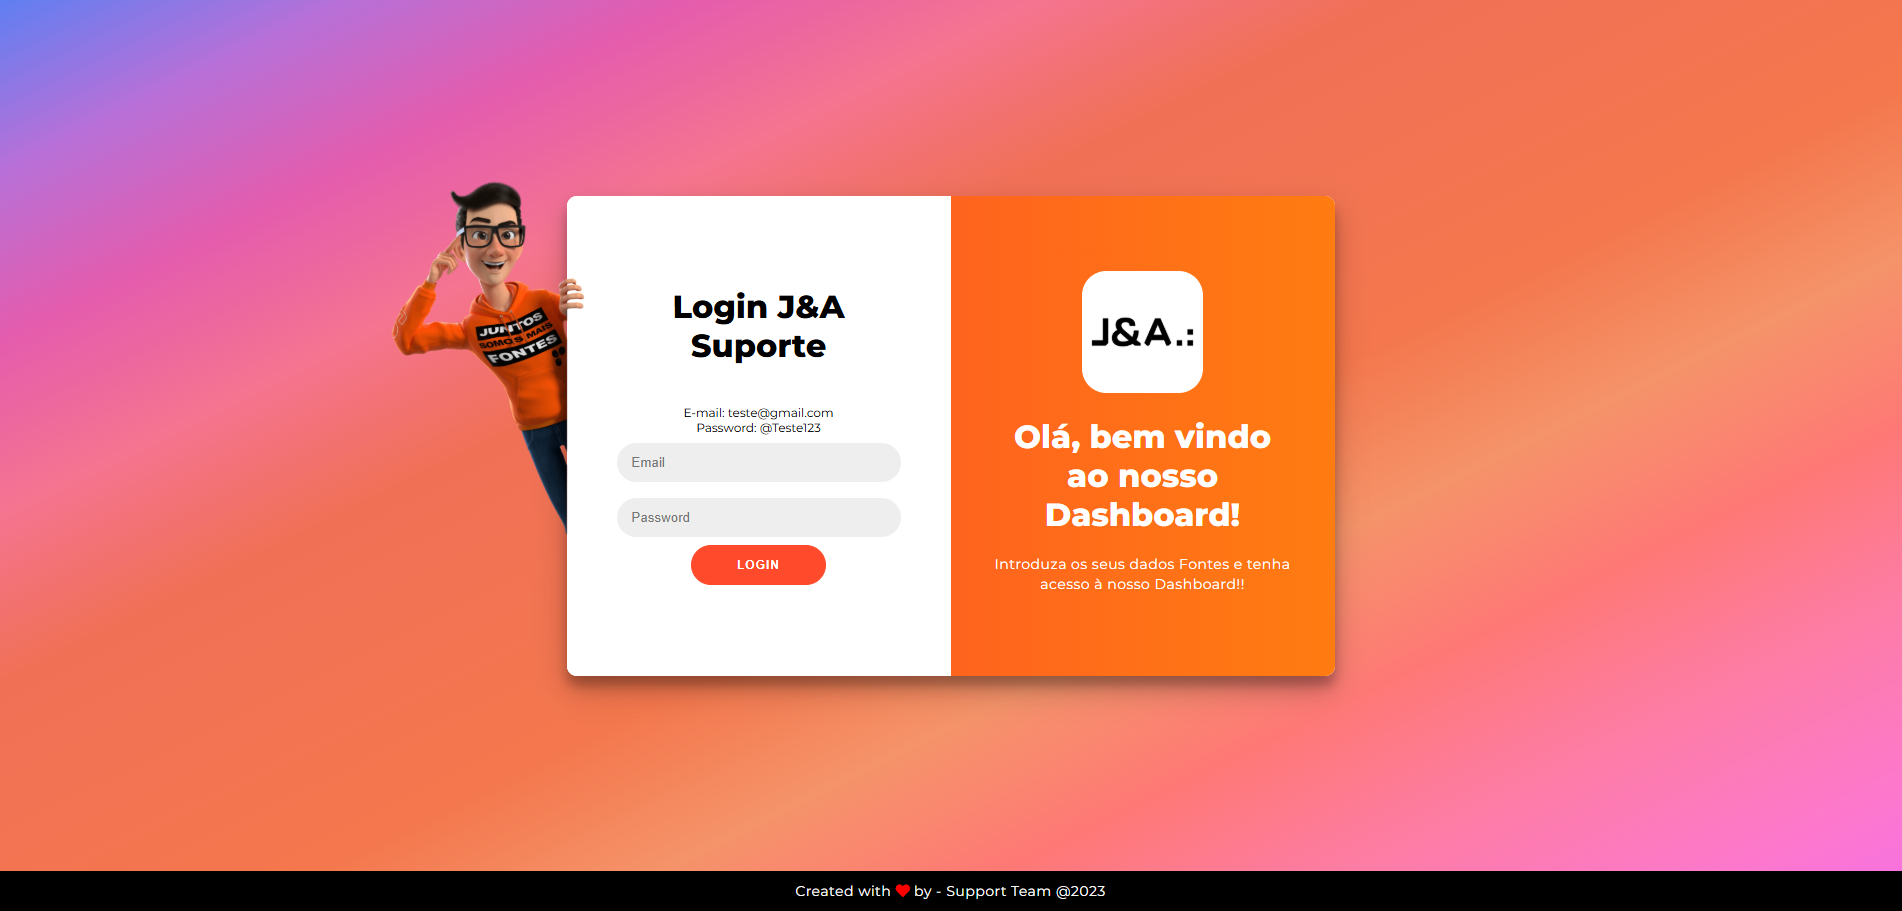 JUNTOS
SOMOS MAIS
FONTES
Login J&A
Suporte
E-mail: teste@gmail.com
Password: @Teste123
Email
Password
LOGIN
J&A.:
Olá, bem vindo
ao nosso
Dashboard!
Introduza os seus dados Fontes e tenha
acesso à nosso Dashboard!!
Created with ❤ by - Support Team @2023